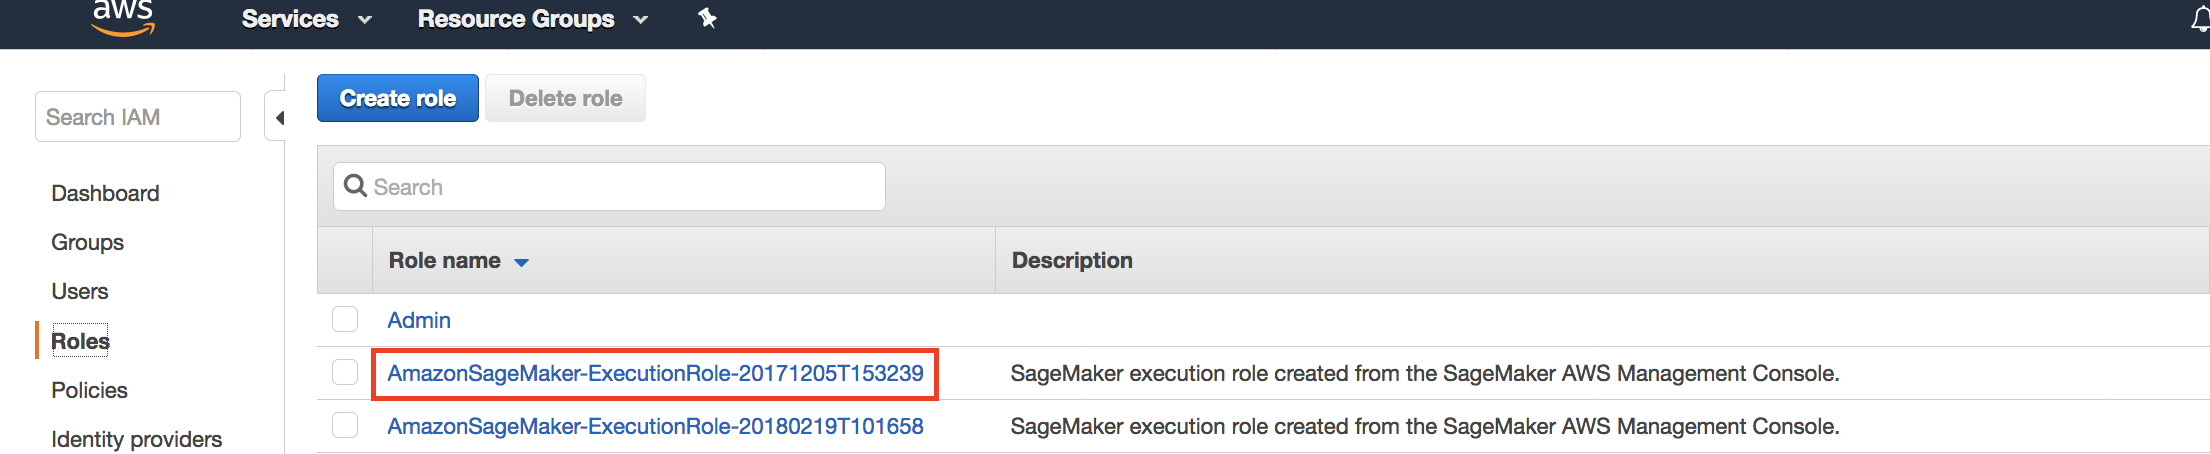 aws Services Resource Groups
Search IAM
Dashboard
Groups
Users
Roles
Policies
Identity providers
Create role Delete role
Search
Role name Description
Admin
AmazonSageMaker-ExecutionRole-20171205T153239 SageMaker execution role created from the SageMaker AWS Management Console.
AmazonSageMaker-ExecutionRole-20180219T101658 SageMaker execution role created from the SageMaker AWS Management Console.